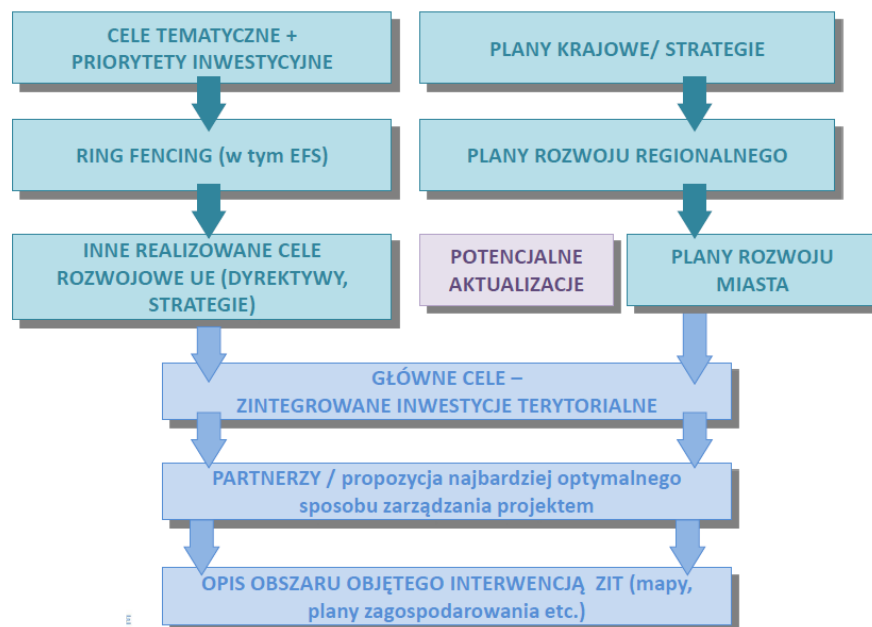 CELE TEMATYCZNE +
PRIORYTETY INWESTYCYJNE
PLANY KRAJOWE/ STRATEGIE
RING FENCING (w tym EFS)
PLANY ROZWOJU REGIONALNEGO
INNE REALIZOWANE CELE
ROZWOJOWE UE (DYREKTYWY,
STRATEGIE)
POTENCJALNE
AKTUALIZACJE
PLANY ROZWOJU
MIASTA
GŁÓWNE CELE –
ZINTEGROWANE INWESTYCJE TERYTORIALNE
PARTNERZY / propozycja najbardziej optymalnego
sposobu zarządzania projektem
OPIS OBSZARU OBJĘTEGO INTERWENCJĄ ZIT (mapy,
plany zagospodarowania etc.)